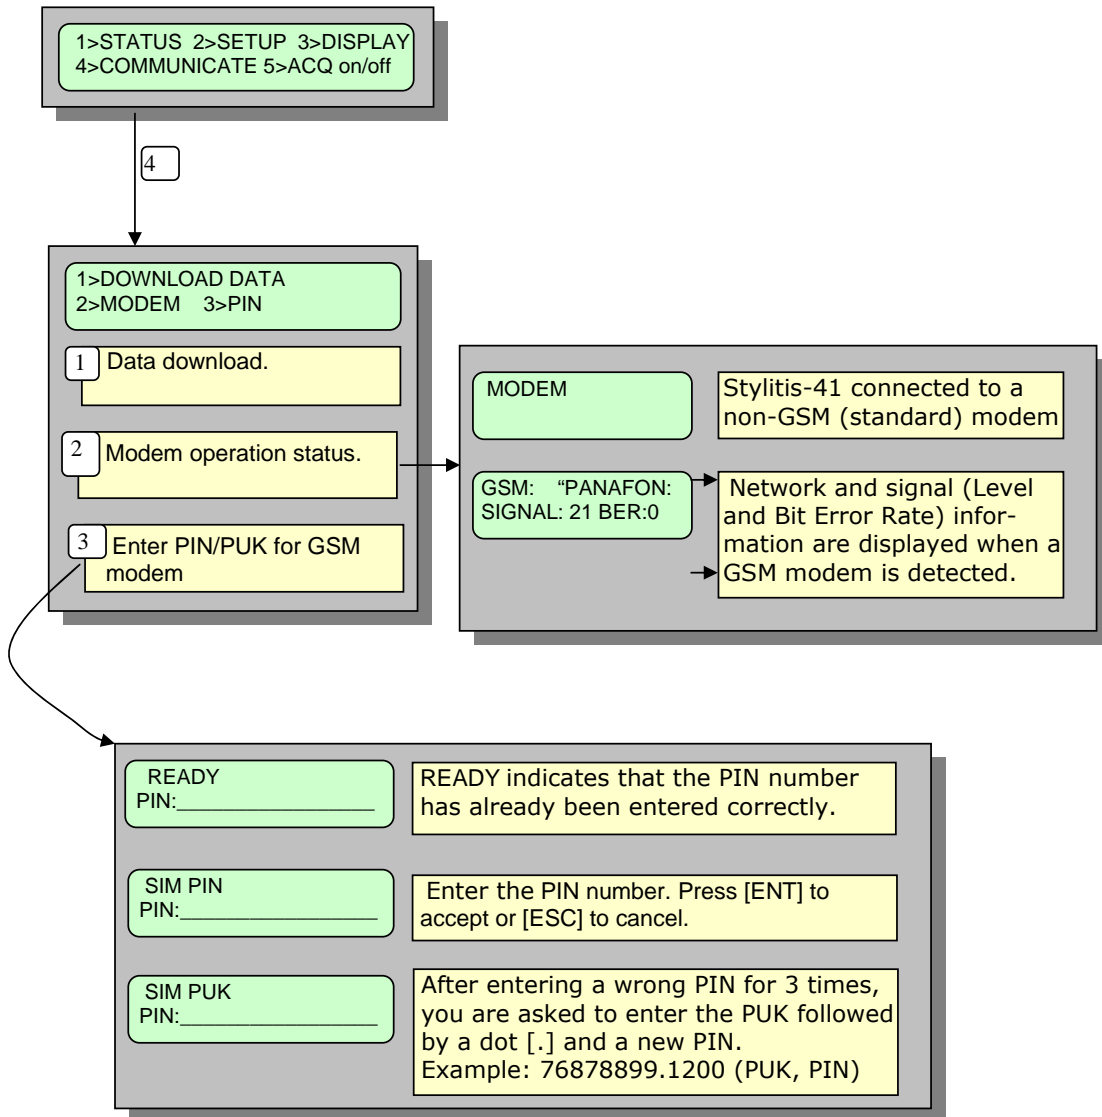 1>STATUS 2>SETUP 3>DISPLAY
4>COMMUNICATE 5>ACQ on/off
4
1>DOWNLOAD DATA
2>MODEM 3>PIN
1 Data download.
2 Modem operation status.
3 Enter PIN/PUK for GSM
modem
MODEM
Stylitis-41 connected to a
non-GSM (standard) modem
GSM: “PANAFON:
SIGNAL: 21 BER:0
Network and signal (Level
and Bit Error Rate) infor-
mation are displayed when a
GSM modem is detected.
READY
PIN:__________________
READY indicates that the PIN number
has already been entered correctly.
SIM PIN
PIN:__________________
Enter the PIN number. Press [ENT] to
accept or [ESC] to cancel.
SIM PUK
PIN:__________________
After entering a wrong PIN for 3 times,
you are asked to enter the PUK followed
by a dot [.] and a new PIN.
Example: 76878899.1200 (PUK, PIN)